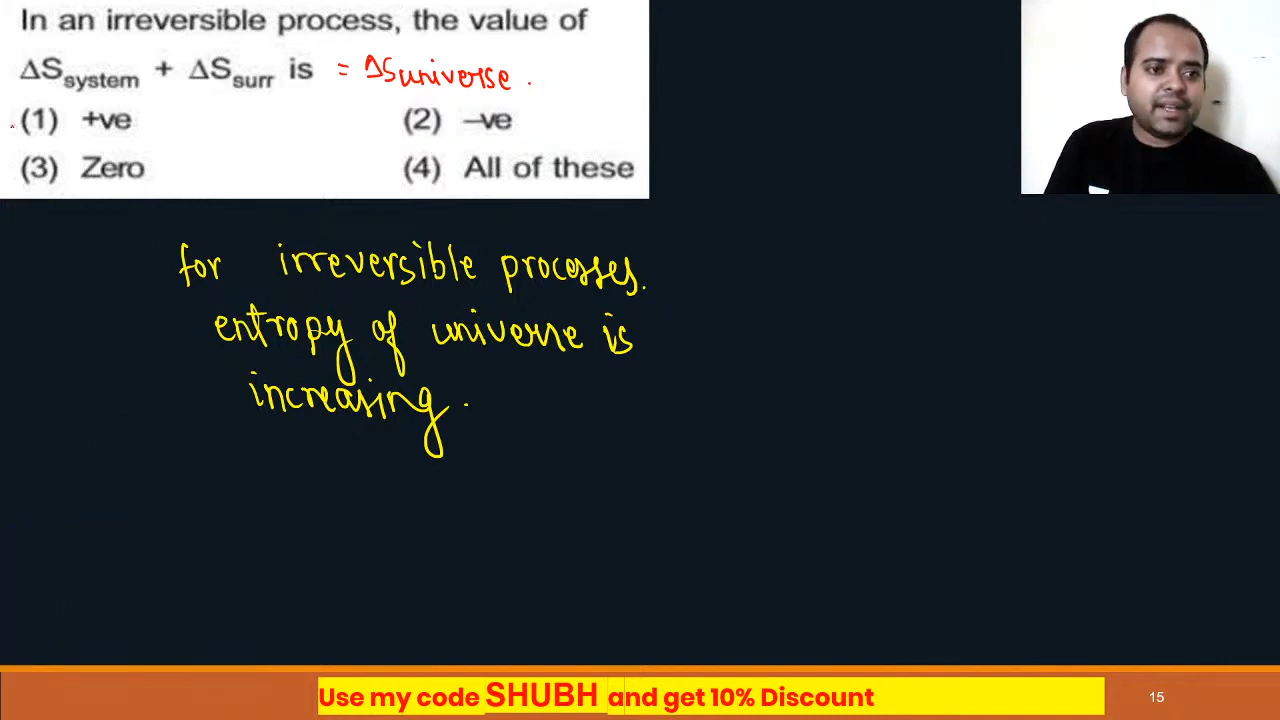 In an irreversible process, the value of
ΔSsystem + ΔSsurr is = ΔSuniverse.
(1) +ve (2) –ve
(3) Zero (4) All of these
for irreversible processes.
entropy of universe is
increasing.
Use my code SHUBH and get 10% Discount
15